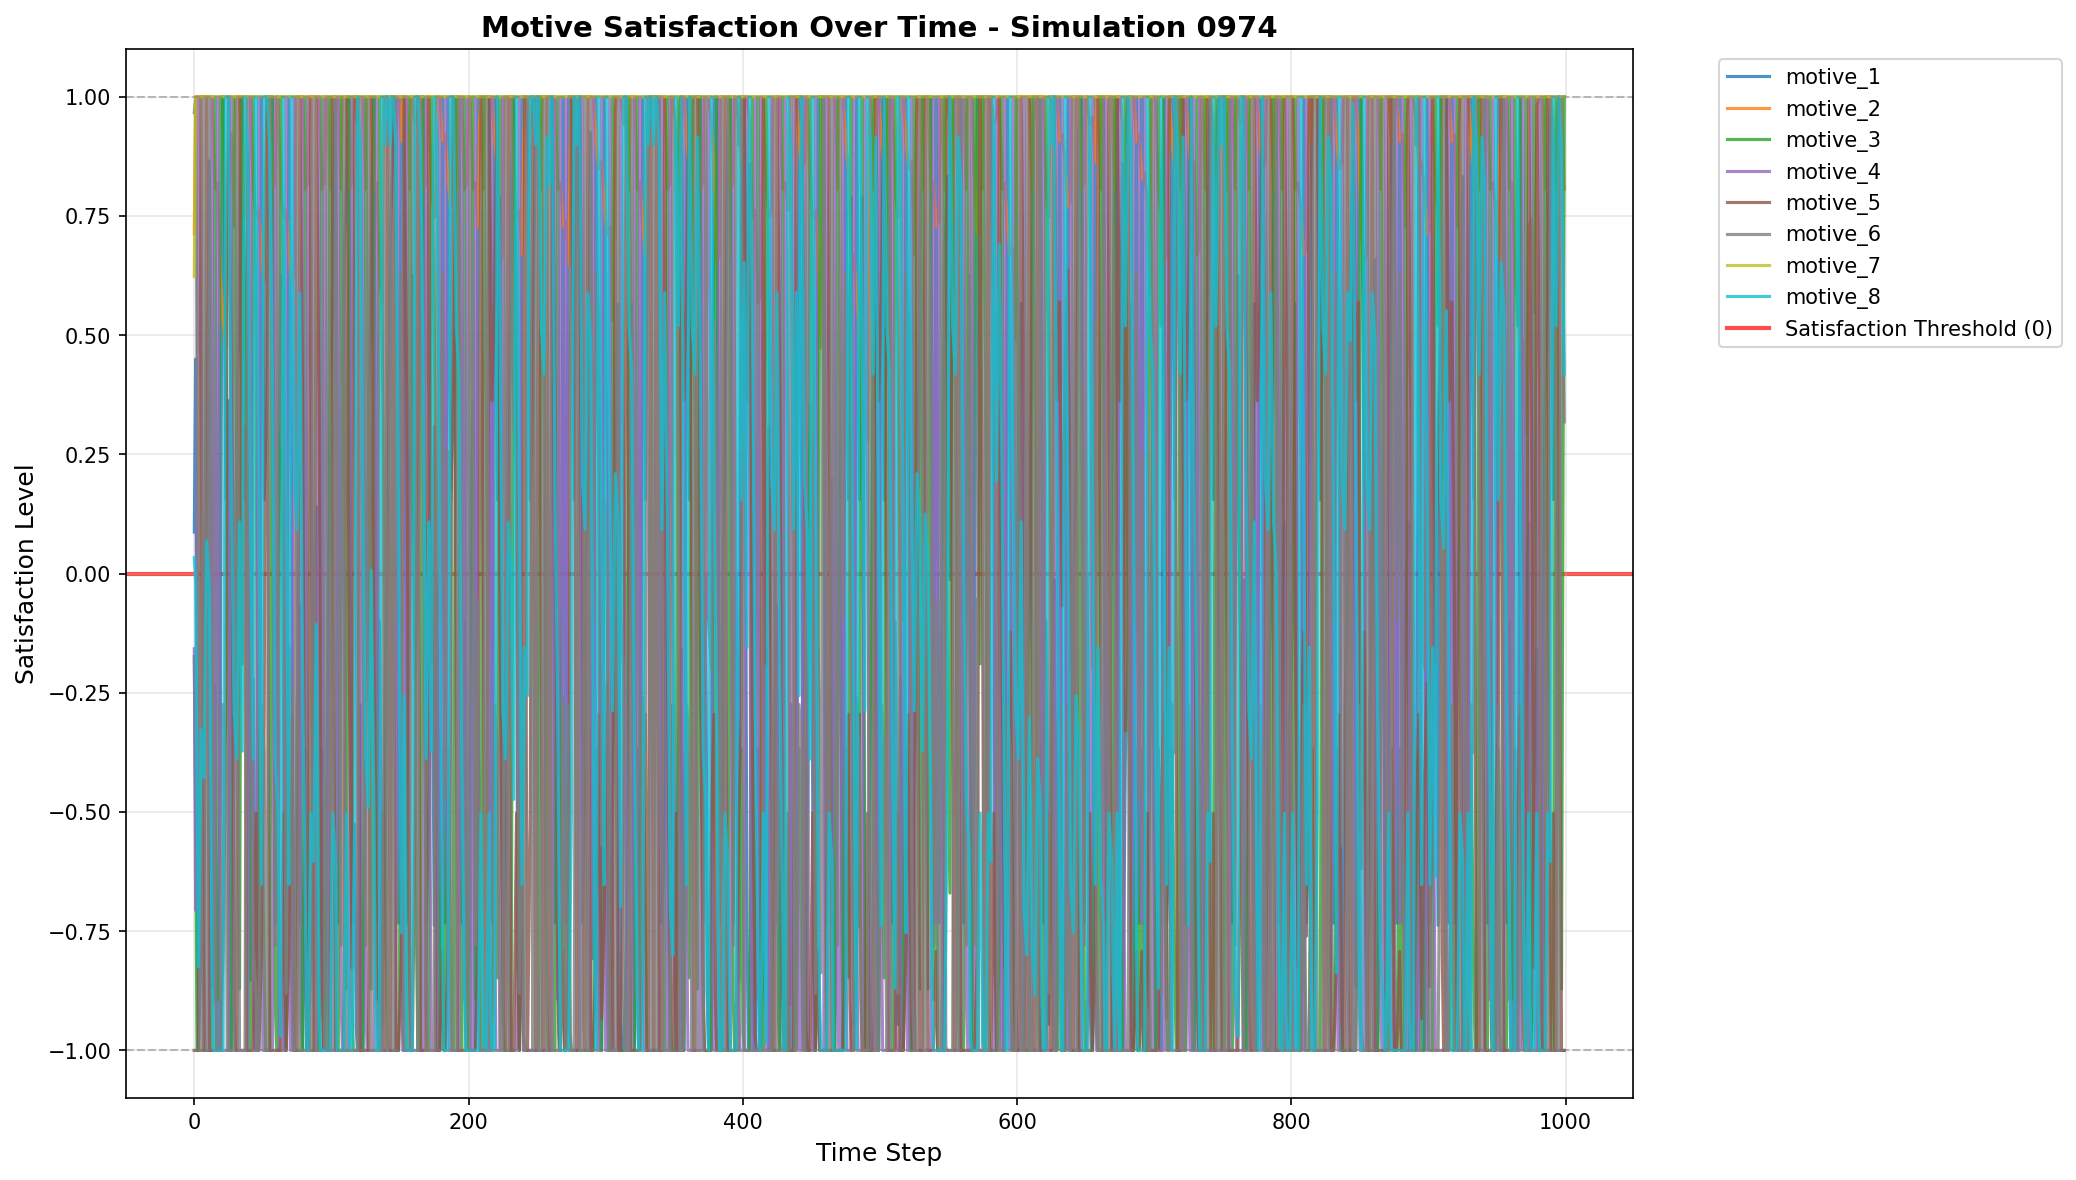 Motive Satisfaction Over Time - Simulation 0974
1.00
0.75
0.50
0.25
0.00
−0.25
−0.50
−0.75
−1.00
Satisfaction Level
0
200
400
600
800
1000
Time Step
motive_1
motive_2
motive_3
motive_4
motive_5
motive_6
motive_7
motive_8
Satisfaction Threshold (0)